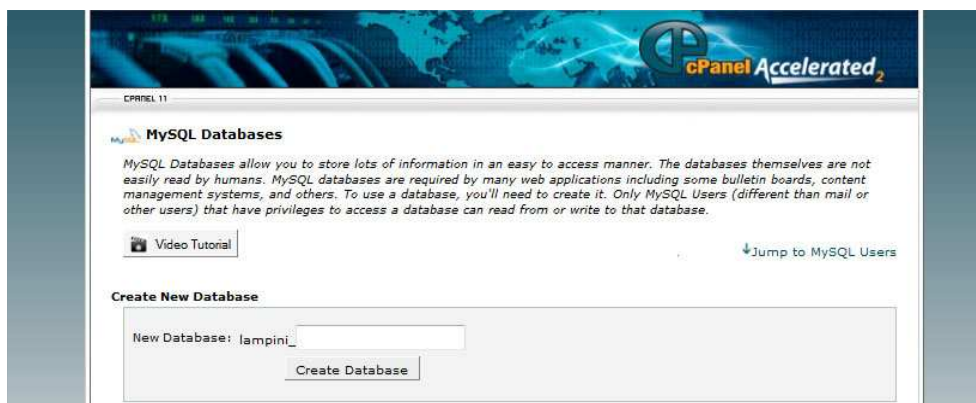 cPanel Accelerated2
CPANEL 11
MySQL Databases
MySQL Databases allow you to store lots of information in an easy to access manner. The databases themselves are not
easily read by humans. MySQL databases are required by many web applications including some bulletin boards, content
management systems, and others. To use a database, you'll need to create it. Only MySQL Users (different than mail or
other users) that have privileges to access a database can read from or write to that database.
Video Tutorial
Jump to MySQL Users
Create New Database
New Database: lampini_
Create Database